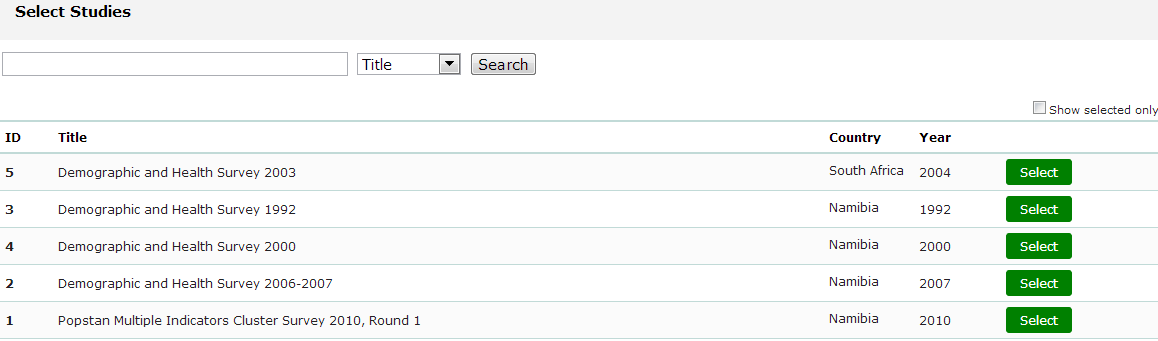 Select Studies
Title Search
Show selected only
ID Title Country Year
5 Demographic and Health Survey 2003 South Africa 2004 Select
3 Demographic and Health Survey 1992 Namibia 1992 Select
4 Demographic and Health Survey 2000 Namibia 2000 Select
2 Demographic and Health Survey 2006-2007 Namibia 2007 Select
1 Popstan Multiple Indicators Cluster Survey 2010, Round 1 Namibia 2010 Select